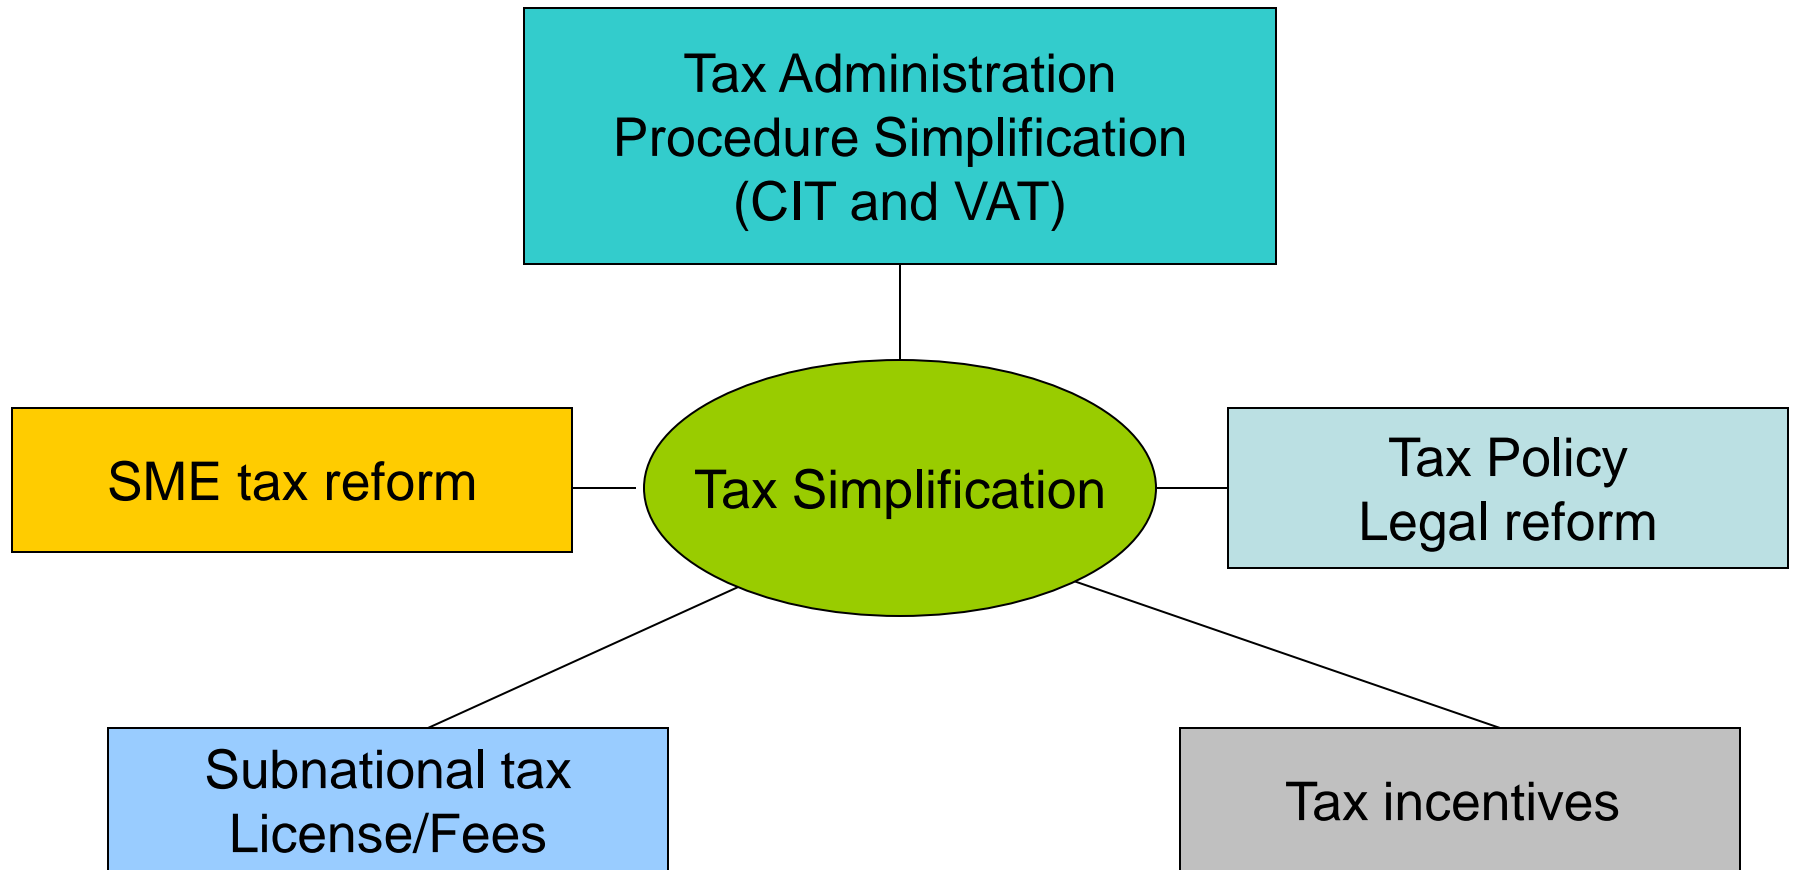 Tax Administration
Procedure Simplification
(CIT and VAT)
SME tax reform
Tax Simplification
Tax Policy
Legal reform
Subnational tax
License/Fees
Tax incentives